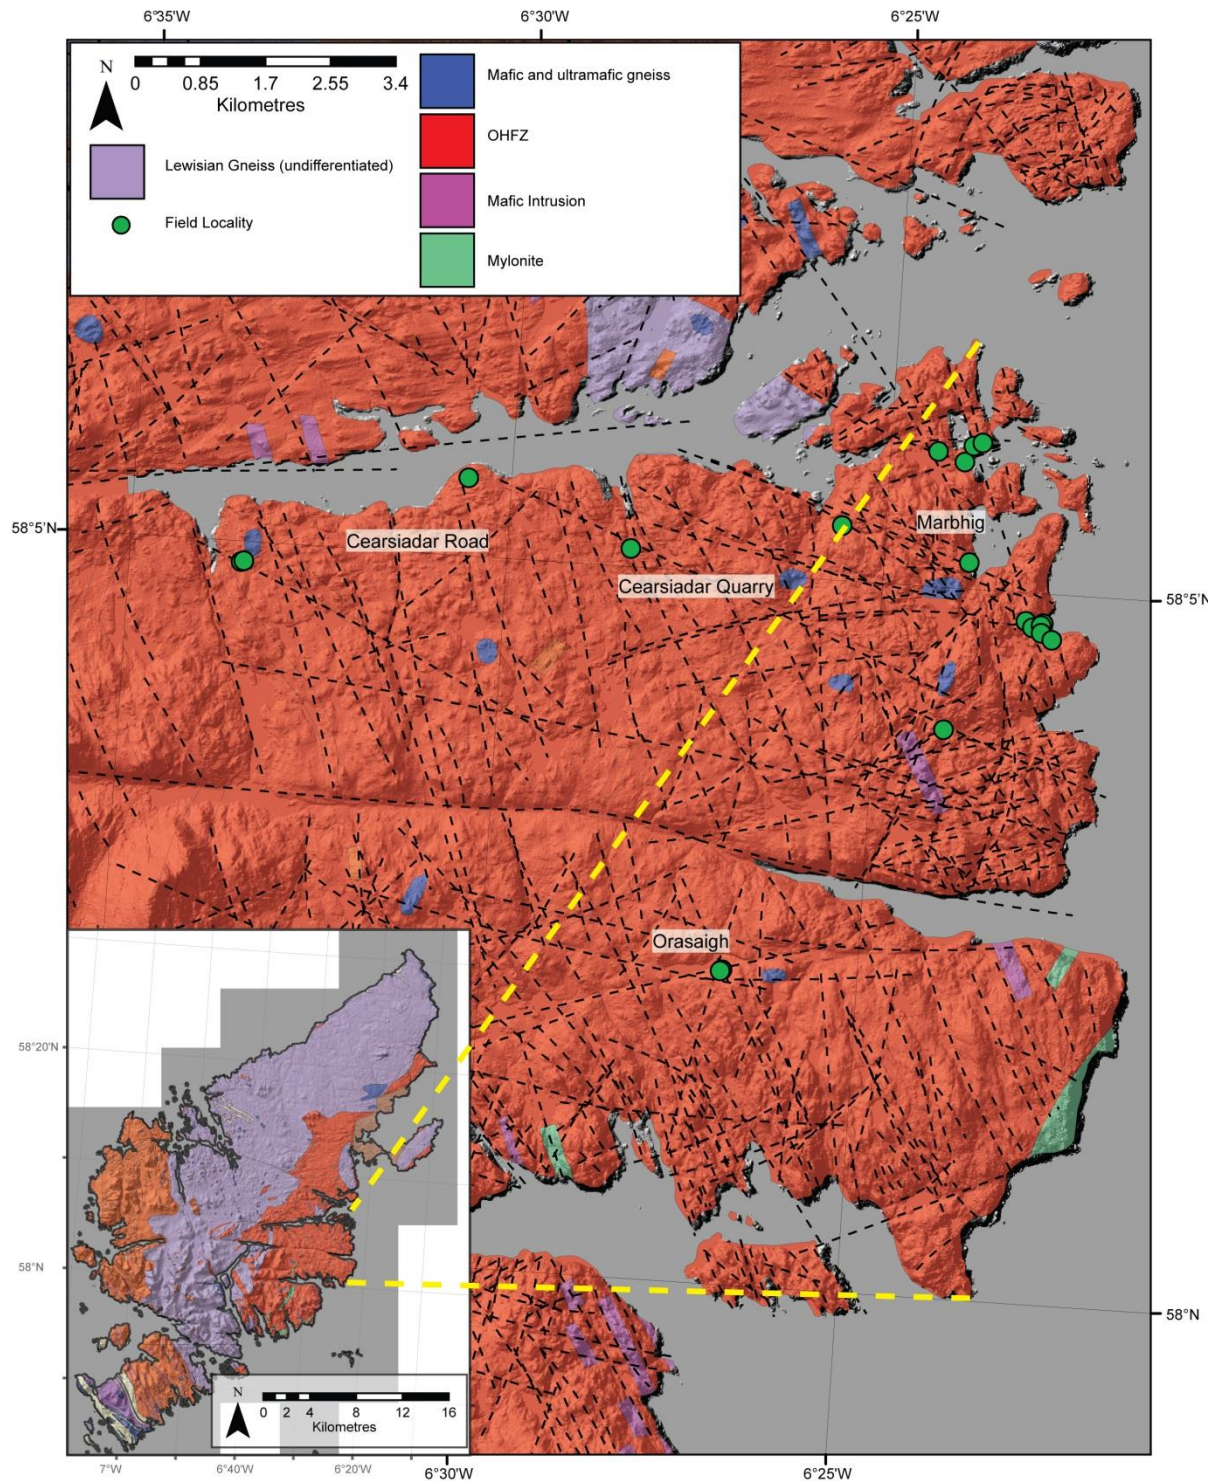 6°35'W 6°30'W 6°25'W
N
0 0.85 1.7 2.55 3.4
Kilometres
Lewisian Gneiss (undifferentiated)
Field Locality
Mafic and ultramafic gneiss
OHFZ
Mafic Intrusion
Mylonite
58°5'N
Cearsiadar Road
Marbhig
Cearsiadar Quarry
58°5'N
Orasaigh
58°20'N
58°N
N
0 2 4 8 12 16
Kilometres
58°N
7°W 6°40'W 6°20'W
6°30'W 6°25'W